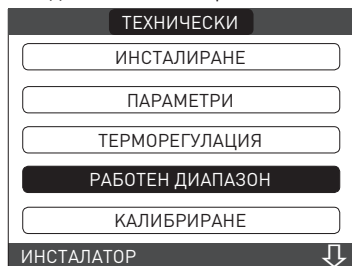 ТЕХНИЧЕСКИ
ИНСТАЛИРАНЕ
ПАРАМЕТРИ
ТЕРМОРЕГУЛАЦИЯ
РАБОТЕН ДИАПАЗОН
КАЛИБРИРАНЕ
ИНСТАЛАТОР